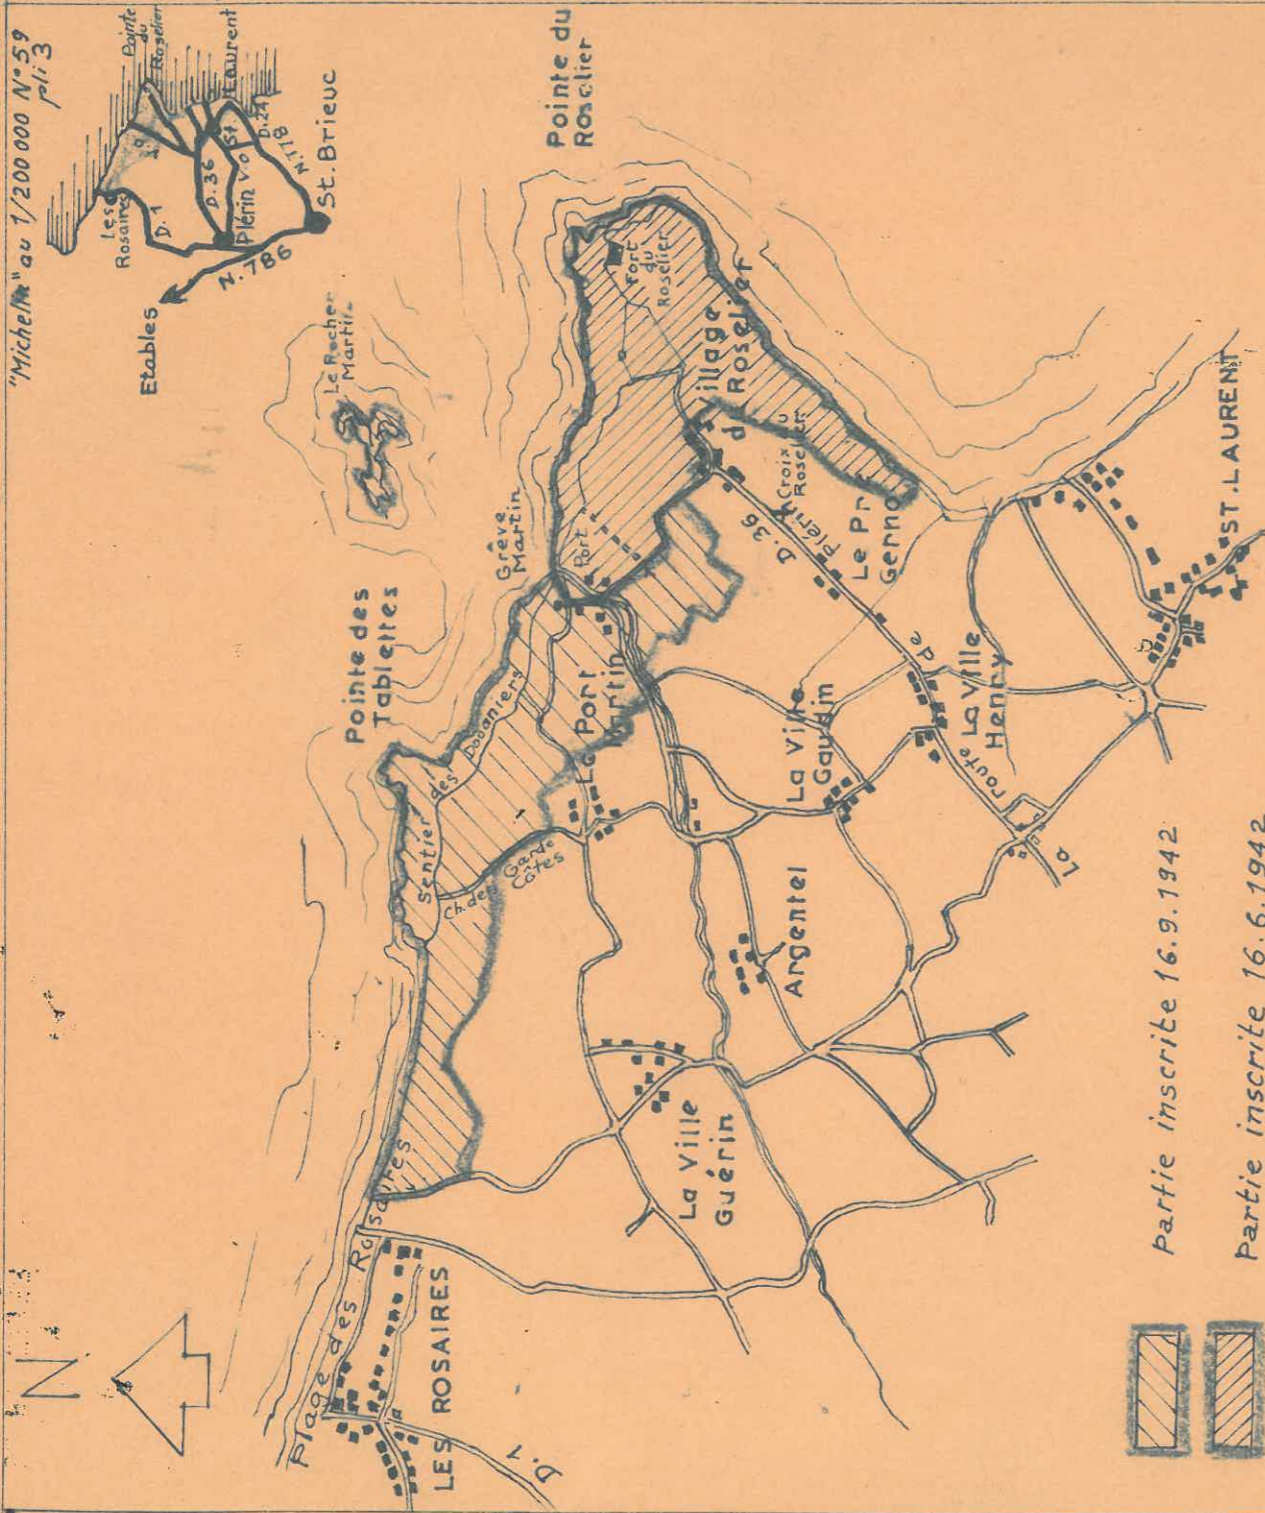 "Michelin" au 1/200 000 N° 59
pli 3
Pointe
du
Roselier
Les
Rosaires
D. 1
D. 36
Plérin
V.O
St.
Laurent
D. 24
N. 778
St. Brieuc
N. 786
Etables
N
Plage des Rosaires
LES ROSAIRES
D. 1
Pointe des
Tablettes
Le Rocher
Martin
Grève
Martin
Pointe du
Roselier
Sentier des Douaniers
Ch. des Garde
Côtes
Le Port
Martin
Port
Fort
du
Roselier
Village
du Roselier
Croix du
Roselier
D. 36
La route de Plérin
Le Pré
Gerno
La Ville
Gaudin
La Ville
Henry
ST. LAURENT
Argentel
La Ville
Guérin
Partie inscrite 16.9.1942
Partie inscrite 16.6.1942